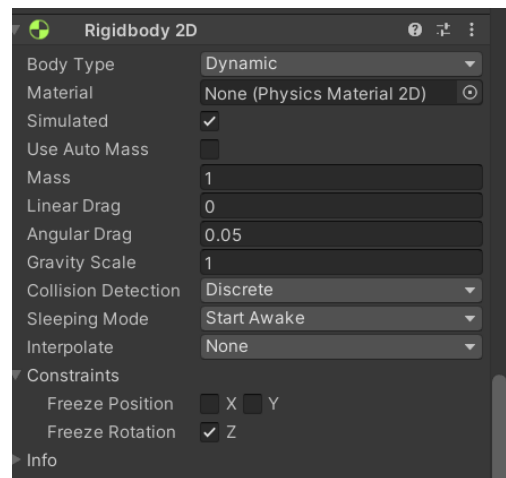 Rigidbody 2D
Body Type Dynamic
Material None (Physics Material 2D)
Simulated
Use Auto Mass
Mass 1
Linear Drag 0
Angular Drag 0.05
Gravity Scale 1
Collision Detection Discrete
Sleeping Mode Start Awake
Interpolate None
Constraints
Freeze Position X Y
Freeze Rotation Z
Info